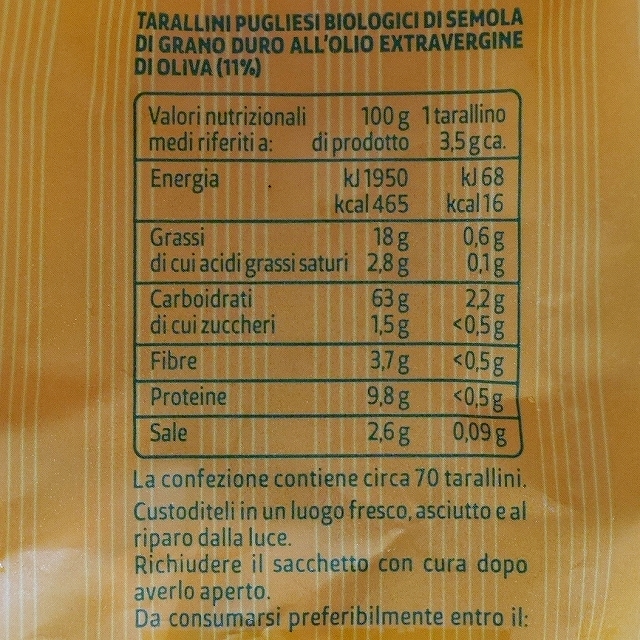 TARALLINI PUGLIESI BIOLOGICI DI SEMOLA
DI GRANO DURO ALL'OLIO EXTRAVERGINE
DI OLIVA (11%)
Valori nutrizionali 100 g 1 tarallino
medi riferiti a: di prodotto 3,5 g ca.
Energia kJ 1950 kJ 68
kcal 465 kcal 16
Grassi 18 g 0,6 g
di cui acidi grassi saturi 2,8 g 0,1 g
Carboidrati 63 g 2,2 g
di cui zuccheri 1,5 g <0,5 g
Fibre 3,7 g <0,5 g
Proteine 9,8 g <0,5 g
Sale 2,6 g 0,09 g
La confezione contiene circa 70 tarallini.
Custoditeli in un luogo fresco, asciutto e al
riparo dalla luce.
Richiudere il sacchetto con cura dopo
averlo aperto.
Da consumarsi preferibilmente entro il: